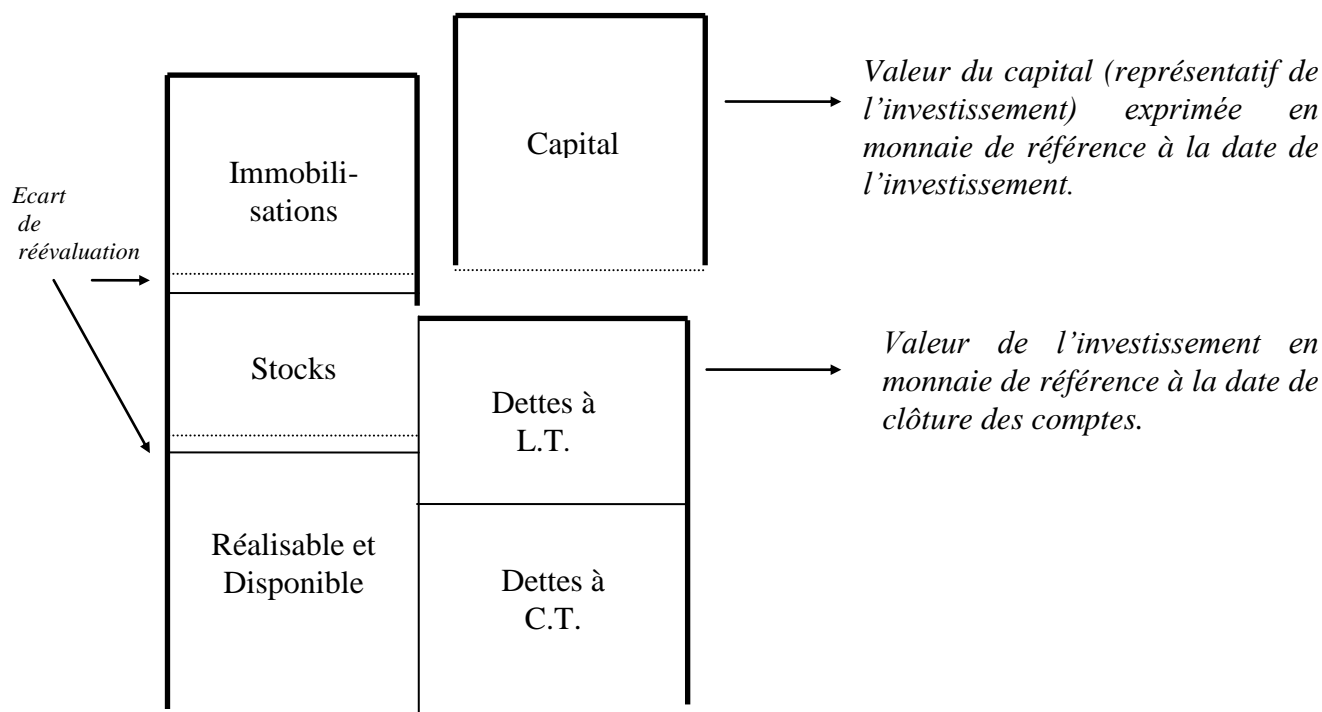 Capital
Valeur du capital (représentatif de
l’investissement) exprimée en
monnaie de référence à la date de
l’investissement.
Immobili-
sations
Ecart
de
réévaluation
Stocks
Valeur de l’investissement en
monnaie de référence à la date de
clôture des comptes.
Dettes à
L.T.
Réalisable et
Disponible
Dettes à
C.T.